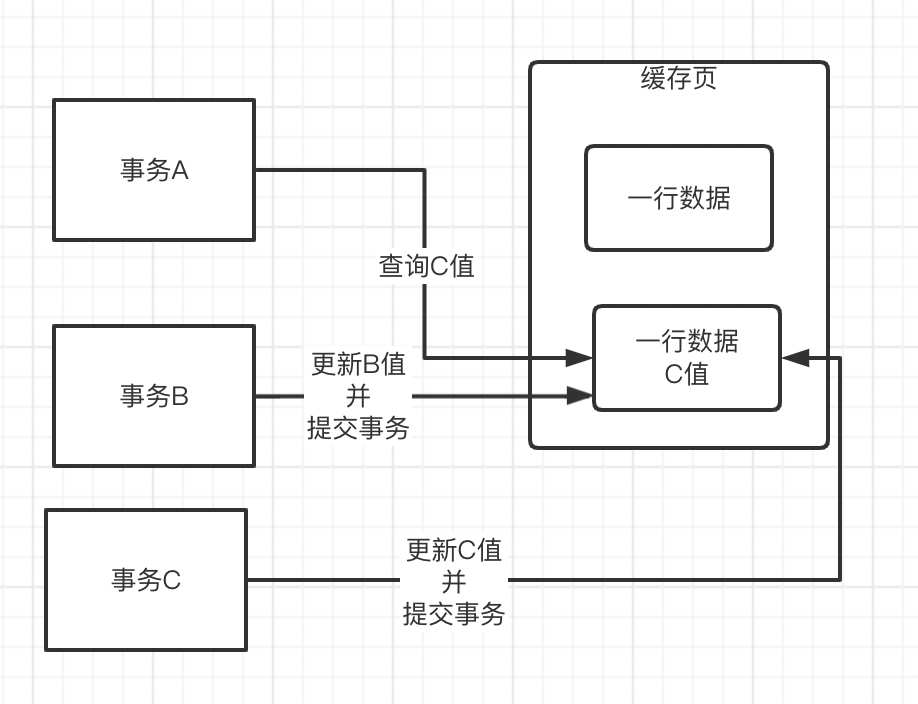 缓存页
事务A
一行数据
查询C值
一行数据
C值
事务B
更新B值
并
提交事务
事务C
更新C值
并
提交事务